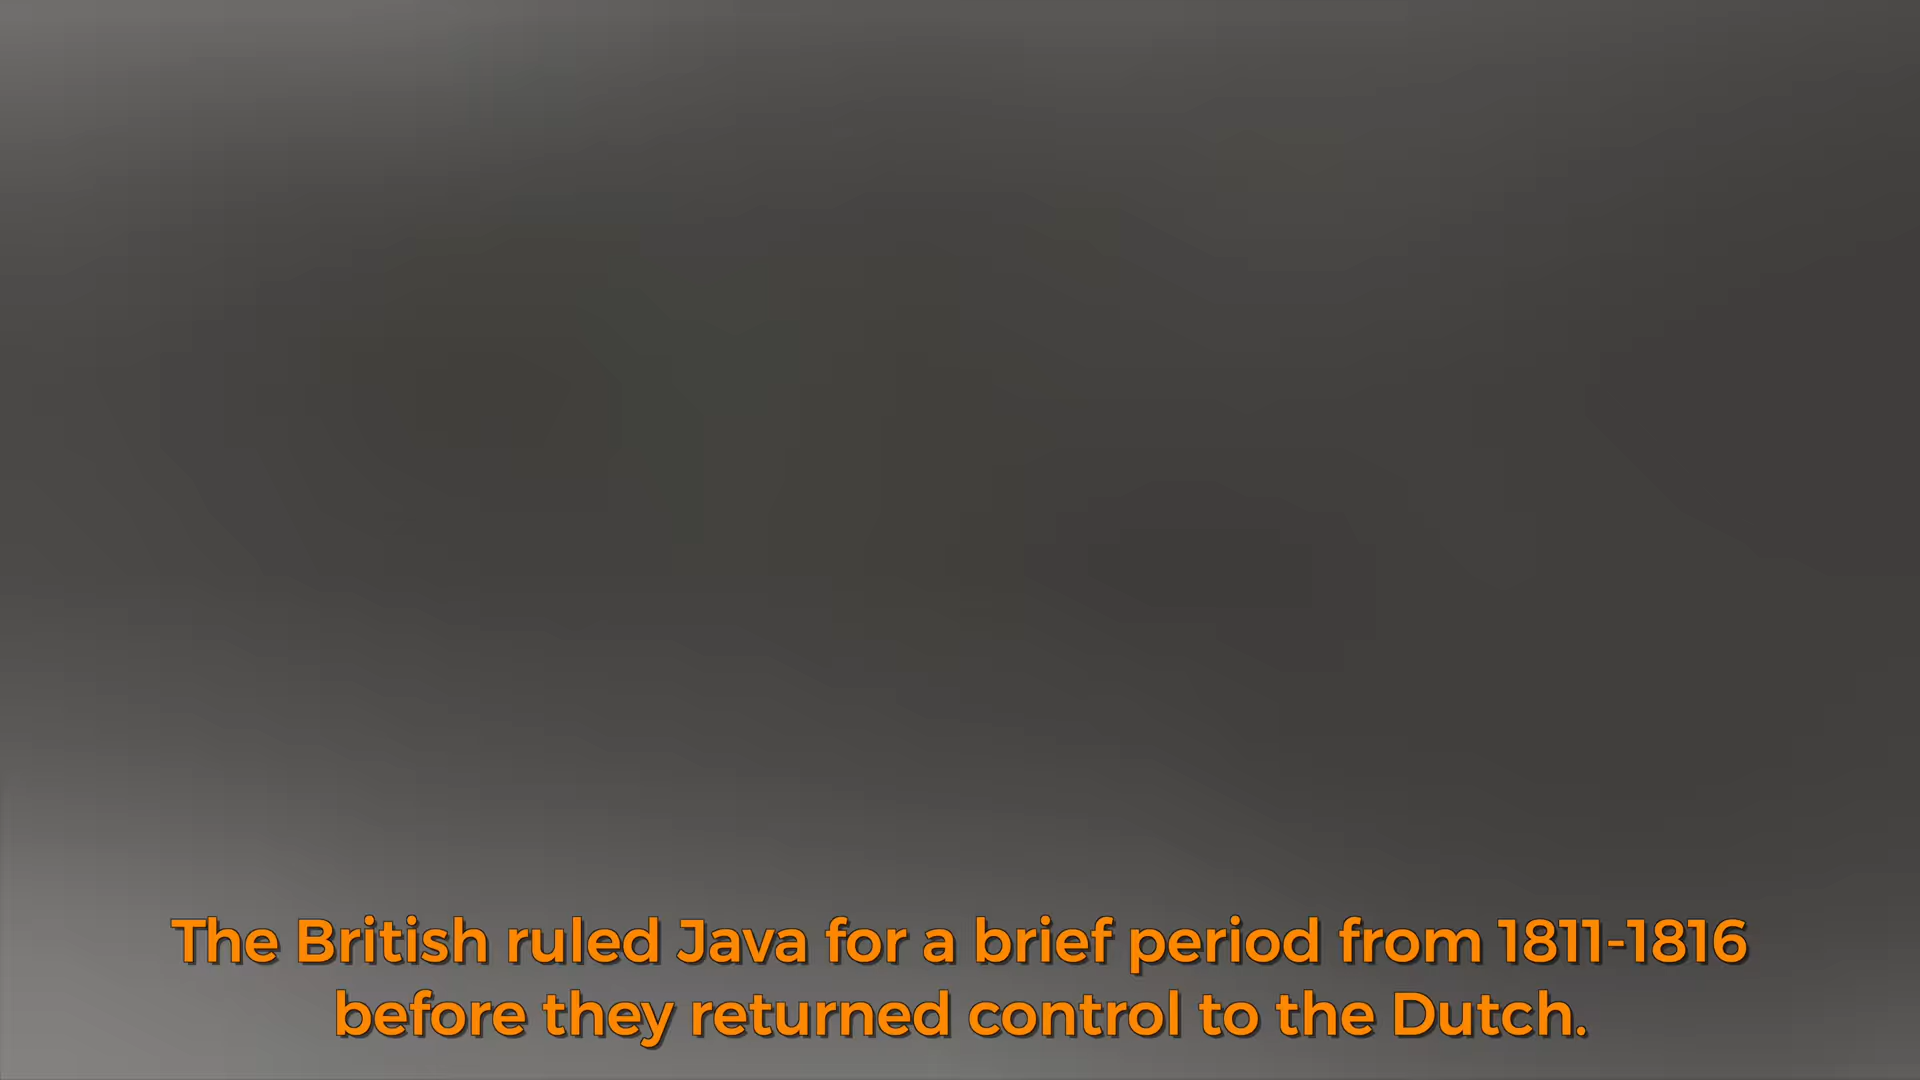 The British ruled Java for a brief period from 1811-1816
before they returned control to the Dutch.